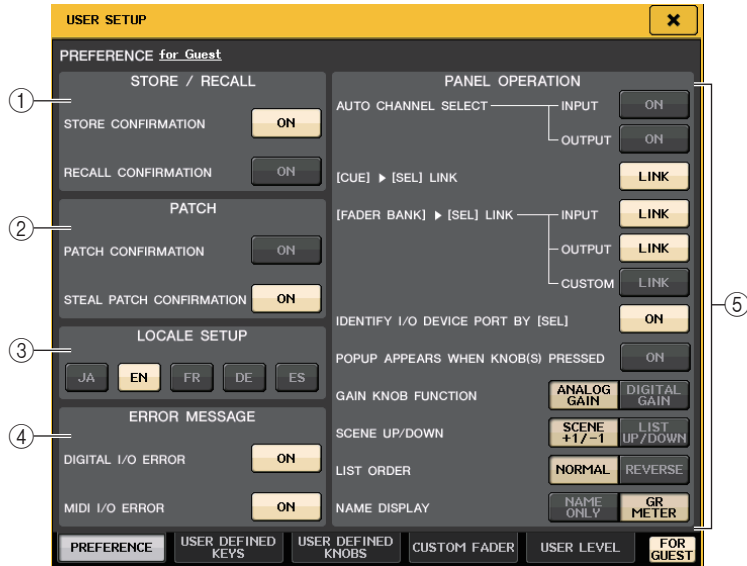 USER SETUP
PREFERENCE for Guest
① STORE / RECALL
STORE CONFIRMATION ON
RECALL CONFIRMATION ON
② PATCH
PATCH CONFIRMATION ON
STEAL PATCH CONFIRMATION ON
③ LOCALE SETUP
JA EN FR DE ES
④ ERROR MESSAGE
DIGITAL I/O ERROR ON
MIDI I/O ERROR ON
PANEL OPERATION ⑤
AUTO CHANNEL SELECT INPUT ON
OUTPUT ON
[CUE] ▶ [SEL] LINK LINK
[FADER BANK] ▶ [SEL] LINK INPUT LINK
OUTPUT LINK
CUSTOM LINK
IDENTIFY I/O DEVICE PORT BY [SEL] ON
POPUP APPEARS WHEN KNOB(S) PRESSED ON
GAIN KNOB FUNCTION ANALOG GAIN DIGITAL GAIN
SCENE UP/DOWN SCENE +1/-1 LIST UP/DOWN
LIST ORDER NORMAL REVERSE
NAME DISPLAY NAME ONLY GR METER
PREFERENCE USER DEFINED KEYS USER DEFINED KNOBS CUSTOM FADER USER LEVEL FOR GUEST